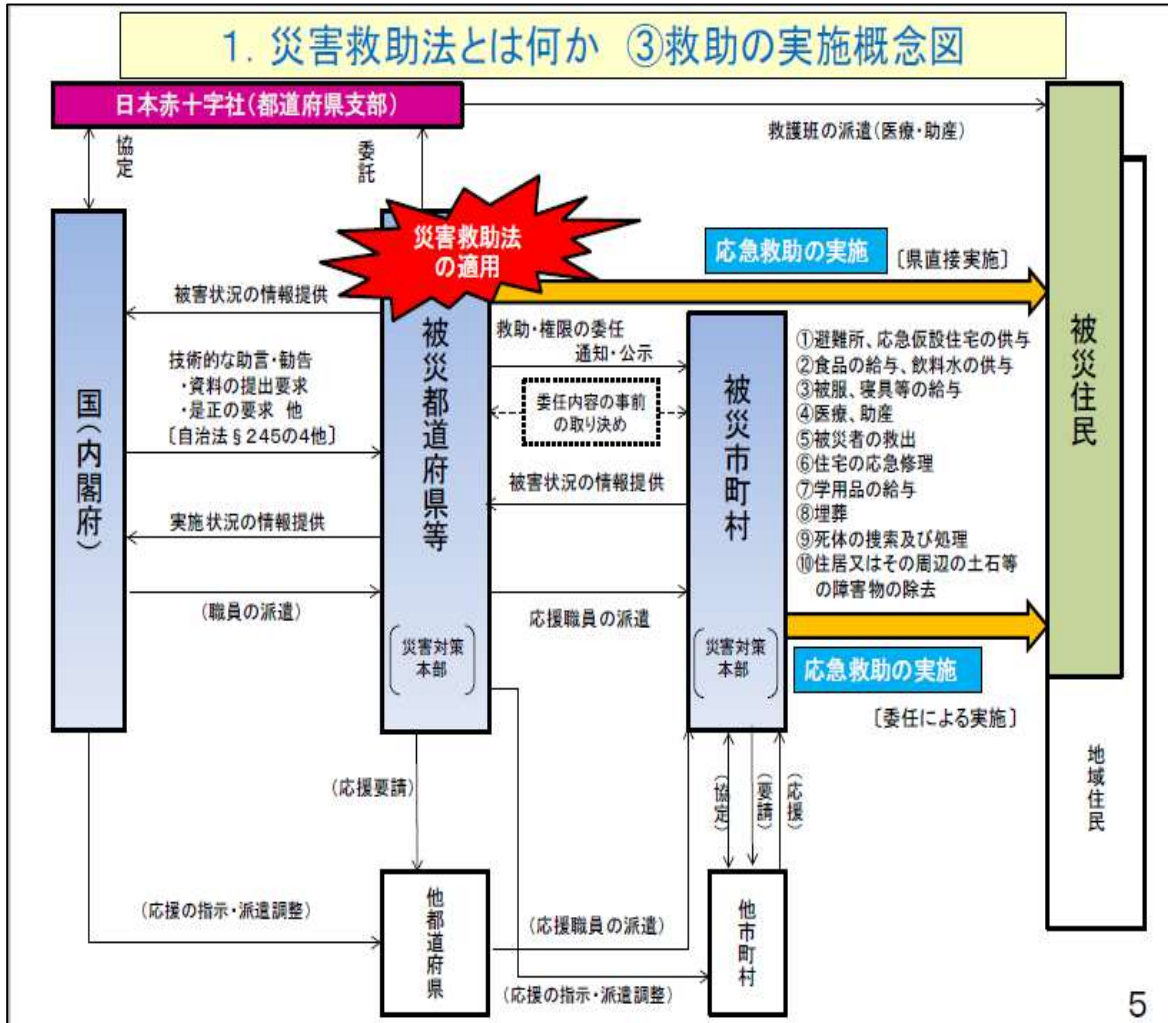 1. 災害救助法とは何か ③救助の実施概念図
日本赤十字社(都道府県支部)
救護班の派遣(医療・助産)
協定
委託
災害救助法
の適用
応急救助の実施
〔県直接実施〕
国(内閣府)
被害状況の情報提供
技術的な助言・勧告
・資料の提出要求
・是正の要求 他
〔自治法§245の4他〕
実施状況の情報提供
(職員の派遣)
被災都道府県等
災害対策
本部
救助・権限の委任
通知・公示
委任内容の事前
の取り決め
被害状況の情報提供
応援職員の派遣
被災市町村
災害対策
本部
①避難所、応急仮設住宅の供与
②食品の給与、飲料水の供与
③被服、寝具等の給与
④医療、助産
⑤被災者の救出
⑥住宅の応急修理
⑦学用品の給与
⑧埋葬
⑨死体の捜索及び処理
⑩住居又はその周辺の土石等
の障害物の除去
応急救助の実施
〔委任による実施〕
被災住民
地域住民
(応援要請)
(協定)
(要請)
(応援)
(応援の指示・派遣調整)
他都道府県
(応援職員の派遣)
(応援の指示・派遣調整)
他市町村
5